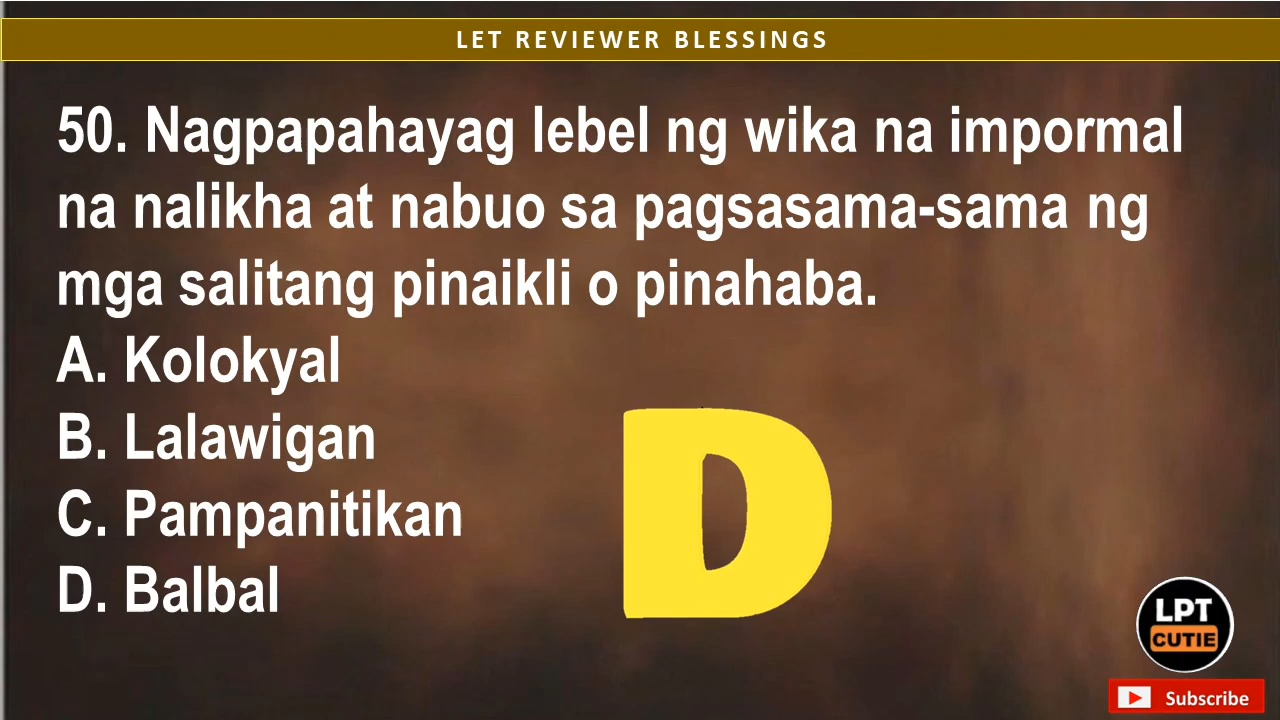 LET REVIEWER BLESSINGS
50. Nagpapahayag lebel ng wika na impormal
na nalikha at nabuo sa pagsasama-sama ng
mga salitang pinaikli o pinahaba.
A. Kolokyal
B. Lalawigan
C. Pampanitikan
D. Balbal
D
LPT
CUTIE
Subscribe